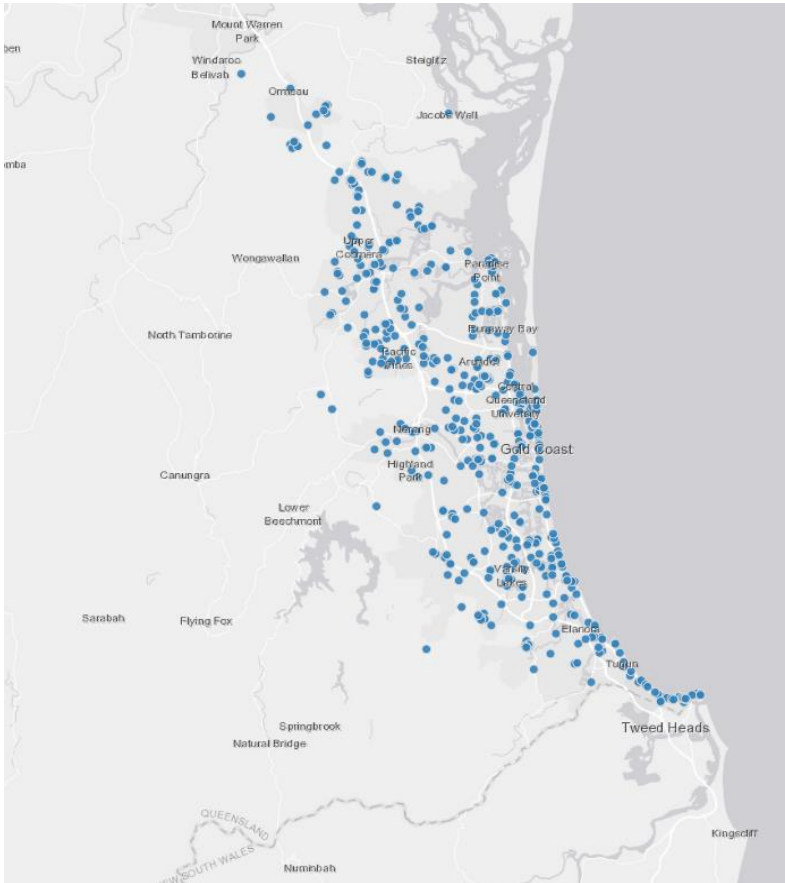 Mount Warren
Park
ben
Windaroo
Belivah
Steiglitz
Ormeau
Jacobs Well
omba
Upper
Coomera
Wongawallan
Paradise
Point
North Tamborine
Runaway Bay
Pacific
Pines
Arundel
Central
Queensland
University
Nerang
Gold Coast
Highland
Park
Canungra
Lower
Beechmont
Varsity
Lakes
Sarabah
Flying Fox
Elanora
Tugun
Springbrook
Tweed Heads
Natural Bridge
QUEENSLAND
Kingscliff
NEW SOUTH WALES
Numinbah